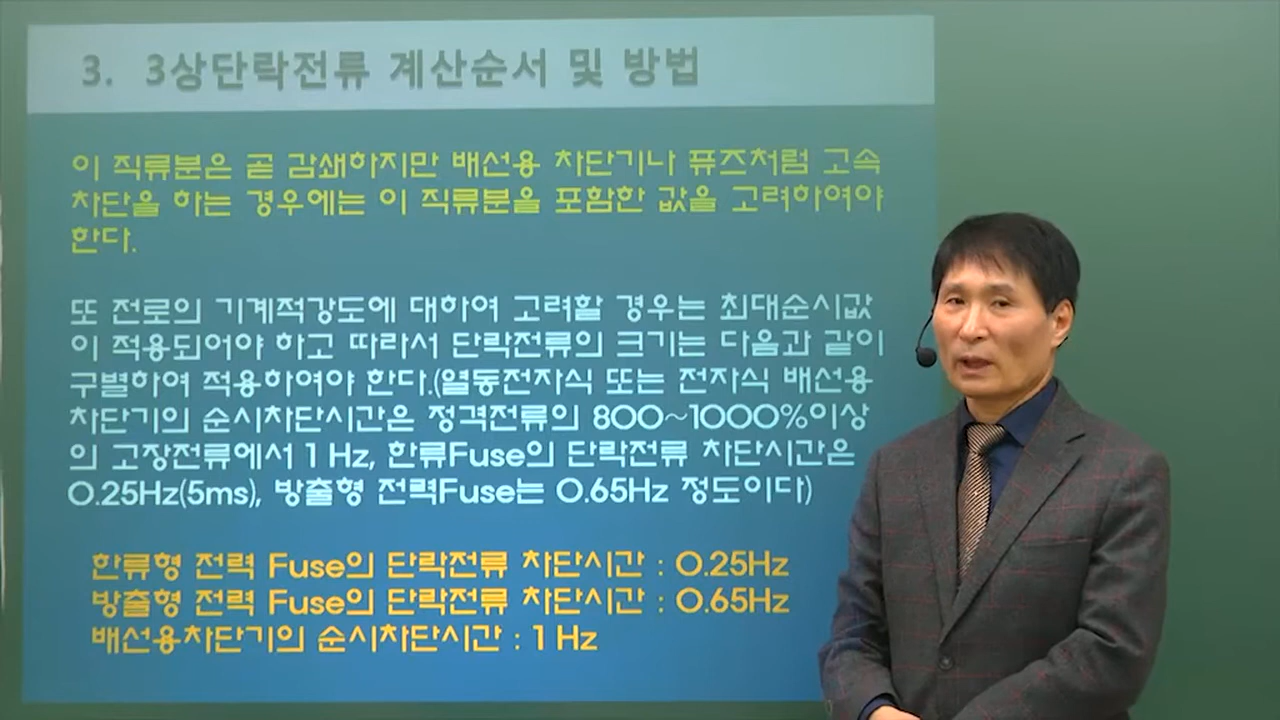 3. 3상단락전류 계산순서 및 방법
이 직류분은 곧 감쇄하지만 배선용 차단기나 퓨즈처럼 고속
차단을 하는 경우에는 이 직류분을 포함한 값을 고려하여야
한다.
또 전로의 기계적강도에 대하여 고려할 경우는 최대순시값
이 적용되어야 하고 따라서 단락전류의 크기는 다음과 같이
구별하여 적용하여야 한다.(열동전자식 또는 전자식 배선용
차단기의 순시차단시간은 정격전류의 800~1000%이상
의 고장전류에서 1 Hz, 한류Fuse의 단락전류 차단시간은
0.25Hz(5ms), 방출형 전력Fuse는 0.65Hz 정도이다)
한류형 전력 Fuse의 단락전류 차단시간 : 0.25Hz
방출형 전력 Fuse의 단락전류 차단시간 : 0.65Hz
배선용차단기의 순시차단시간 : 1 Hz